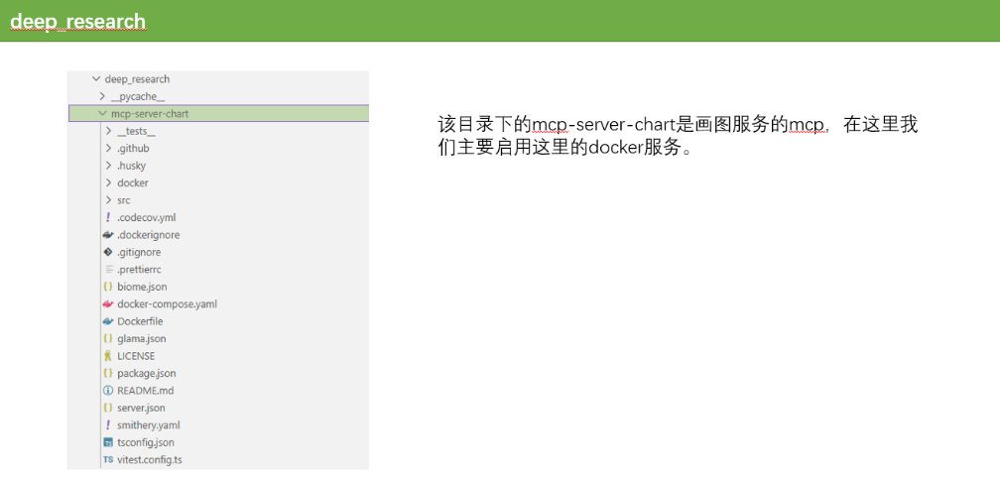 deep_research
deep_research
__pycache__
mcp-server-chart
__tests__
.github
.husky
docker
src
.codecov.yml
.dockerignore
.gitignore
.prettierrc
biome.json
docker-compose.yaml
Dockerfile
glama.json
LICENSE
package.json
README.md
server.json
smithery.yaml
tsconfig.json
TS vitest.config.ts
该目录下的mcp-server-chart是画图服务的mcp，在这里我
们主要启用这里的docker服务。